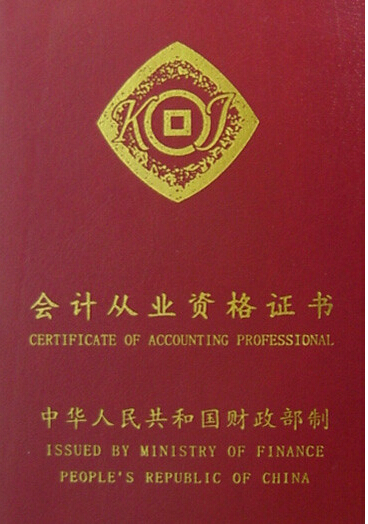 KJ
会计从业资格证书
CERTIFICATE OF ACCOUNTING PROFESSIONAL
中华人民共和国财政部制
ISSUED BY MINISTRY OF FINANCE
PEOPLE'S REPUBLIC OF CHINA